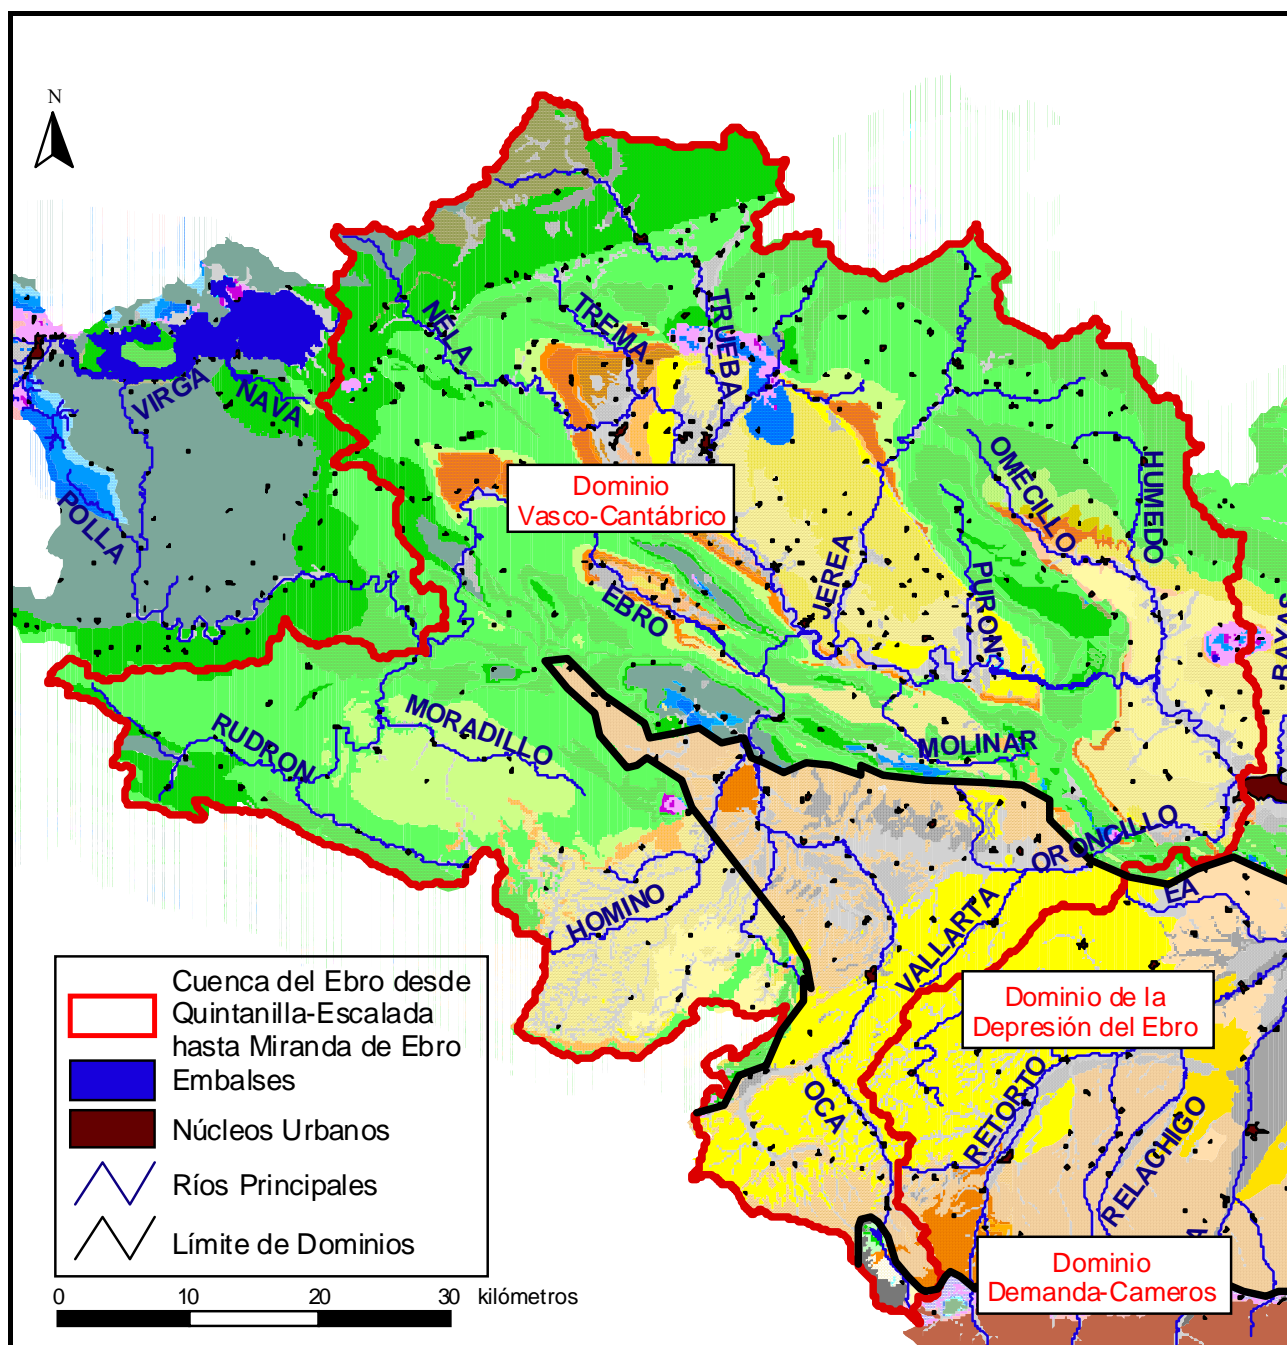 N
NELA
TREMA
TRUEBA
VIRGA
NAVA
POLLA
Dominio
Vasco-Cantábrico
OMECILLO
HUMEDO
JEREA
PURON
EBRO
RUDRON
MORADILLO
MOLINAR
ORONCILLO
EA
HOMINO
VALLARTA
Cuenca del Ebro desde
Quintanilla-Escalada
hasta Miranda de Ebro
Embalses
Núcleos Urbanos
Ríos Principales
Límite de Dominios
Dominio de la
Depresión del Ebro
OCA
RETORTO
RELACHIGO
Dominio
Demanda-Cameros
0 10 20 30 kilómetros